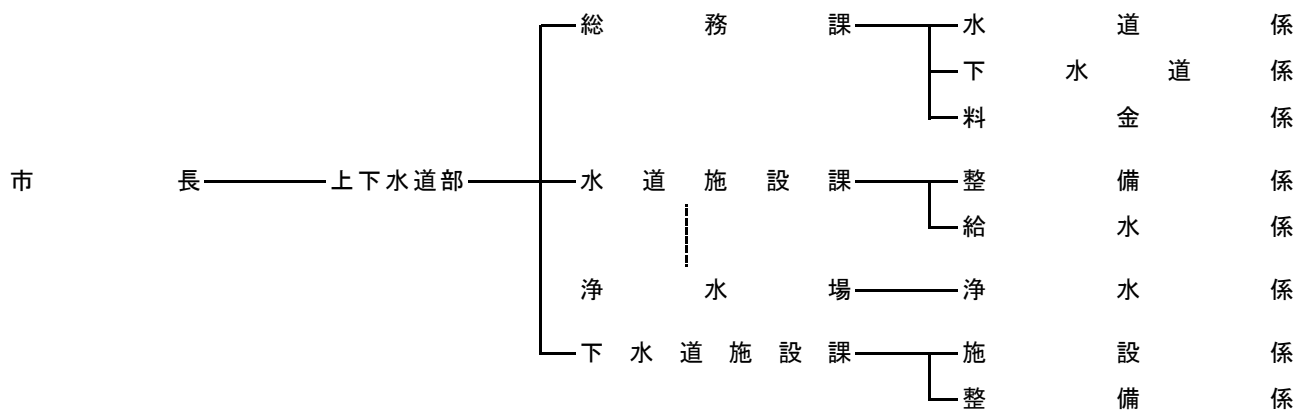 総務課 水道係
下水道係
料金係
市長 上下水道部 水道施設課 整備係
給水係
浄水場 浄水係
下水道施設課 施設係
整備係